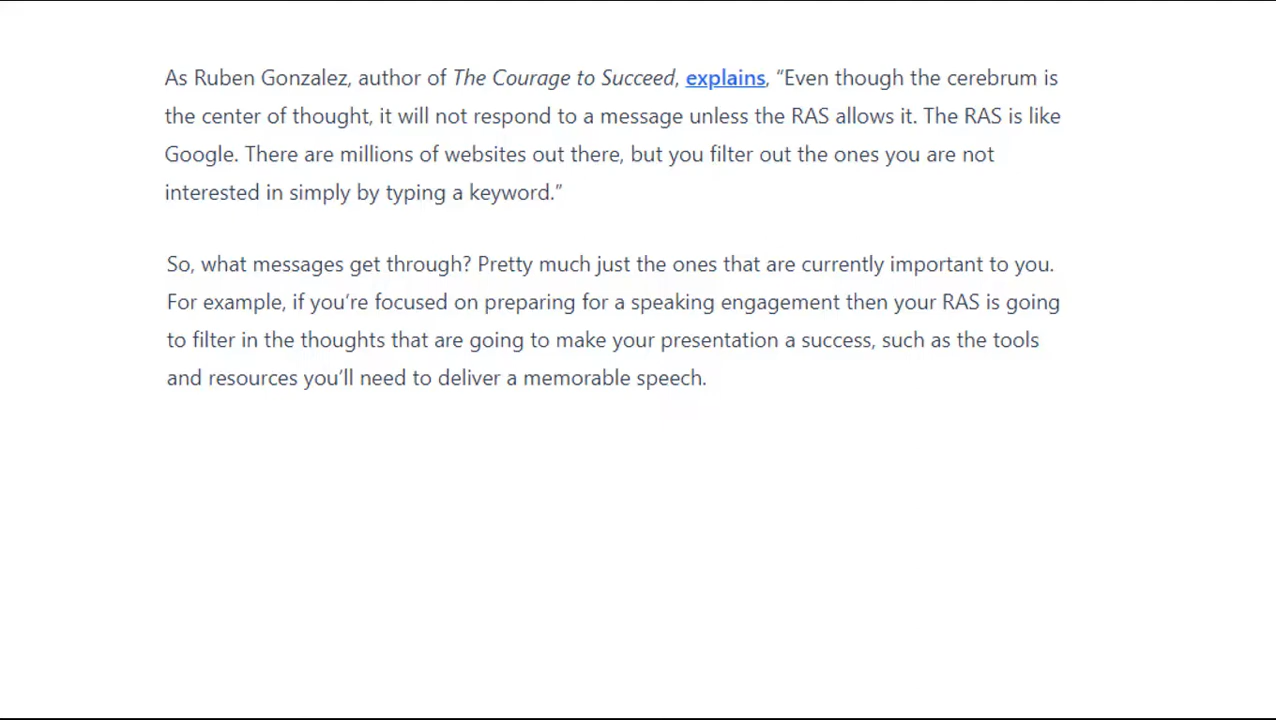 As Ruben Gonzalez, author of The Courage to Succeed, explains, “Even though the cerebrum is
the center of thought, it will not respond to a message unless the RAS allows it. The RAS is like
Google. There are millions of websites out there, but you filter out the ones you are not
interested in simply by typing a keyword.”
So, what messages get through? Pretty much just the ones that are currently important to you.
For example, if you’re focused on preparing for a speaking engagement then your RAS is going
to filter in the thoughts that are going to make your presentation a success, such as the tools
and resources you’ll need to deliver a memorable speech.